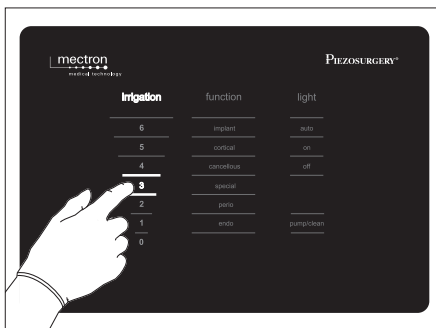 mectron
medical technology
PIEZOSURGERY®
Irrigation function light
6 implant auto
5 cortical on
4 cancellous off
3 special
2 perio
1 endo pump/clean
0